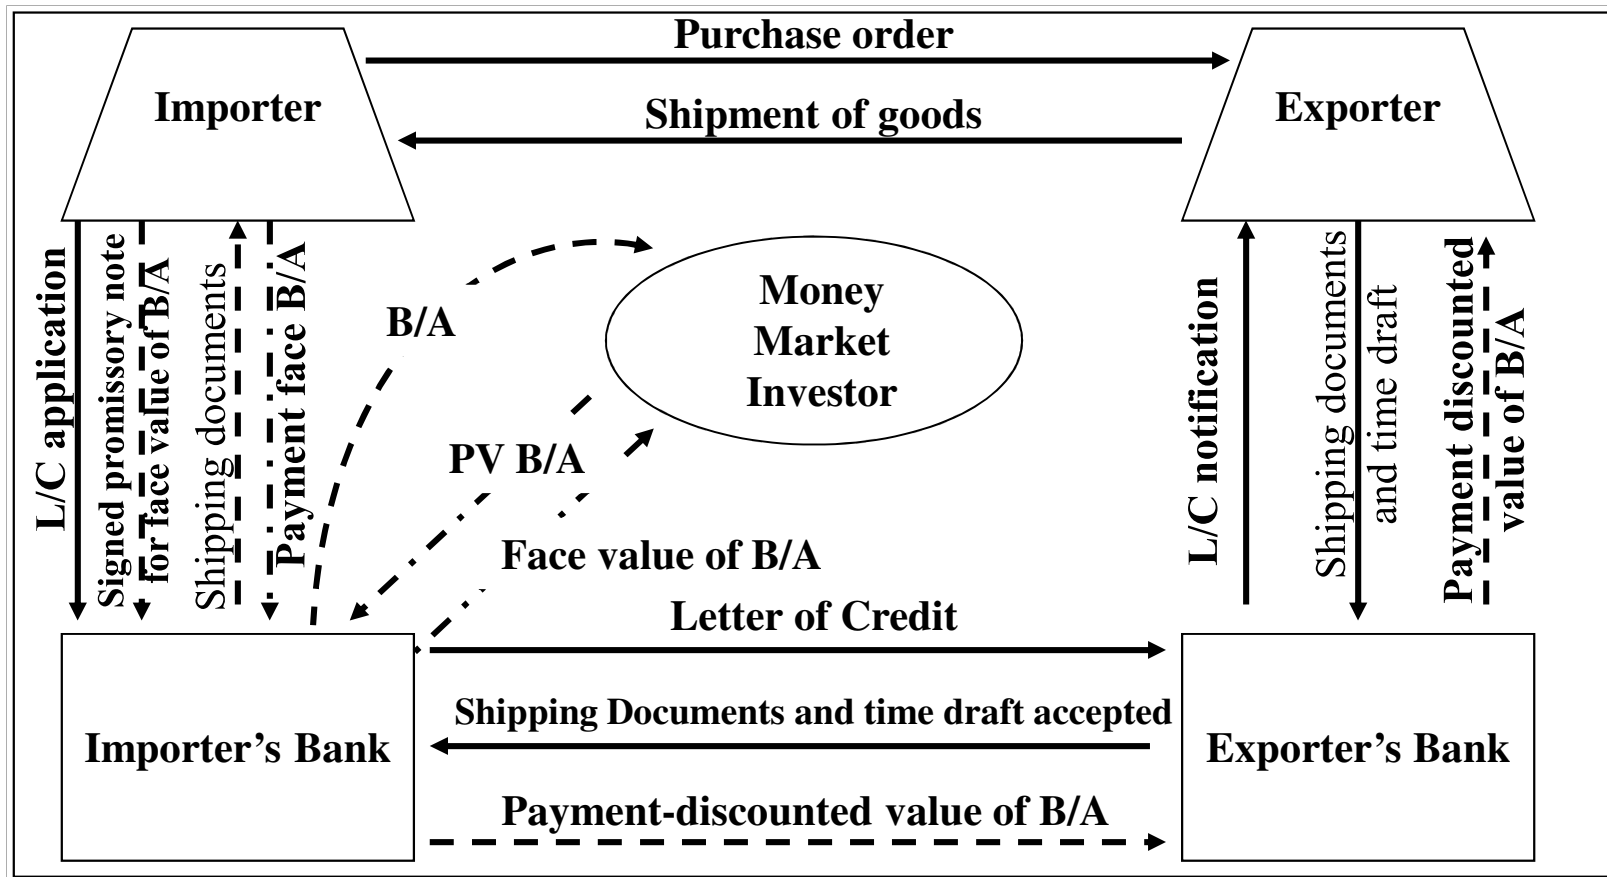 Purchase order
Importer
Exporter
Shipment of goods
L/C application
Signed promissory note
for face value of B/A
Shipping documents
Payment face B/A
B/A
Money
Market
Investor
PV B/A
Face value of B/A
L/C notification
Shipping documents
and time draft
Payment discounted
value of B/A
Letter of Credit
Shipping Documents and time draft accepted
Importer’s Bank
Exporter’s Bank
Payment-discounted value of B/A